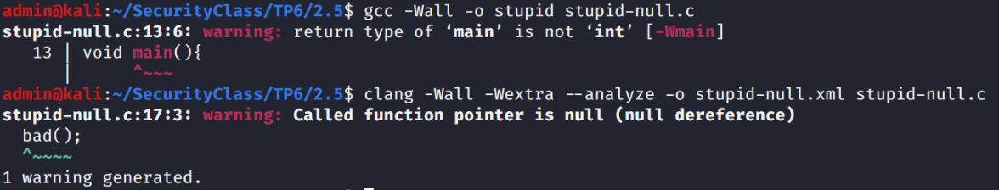 admin@kali:~/SecurityClass/TP6/2.5$ gcc -Wall -o stupid stupid-null.c
stupid-null.c:13:6: warning: return type of ‘main’ is not ‘int’ [-Wmain]
   13 | void main(){
      |      ^~~~
admin@kali:~/SecurityClass/TP6/2.5$ clang -Wall -Wextra --analyze -o stupid-null.xml stupid-null.c
stupid-null.c:17:3: warning: Called function pointer is null (null dereference)
  bad();
  ^~~~~
1 warning generated.